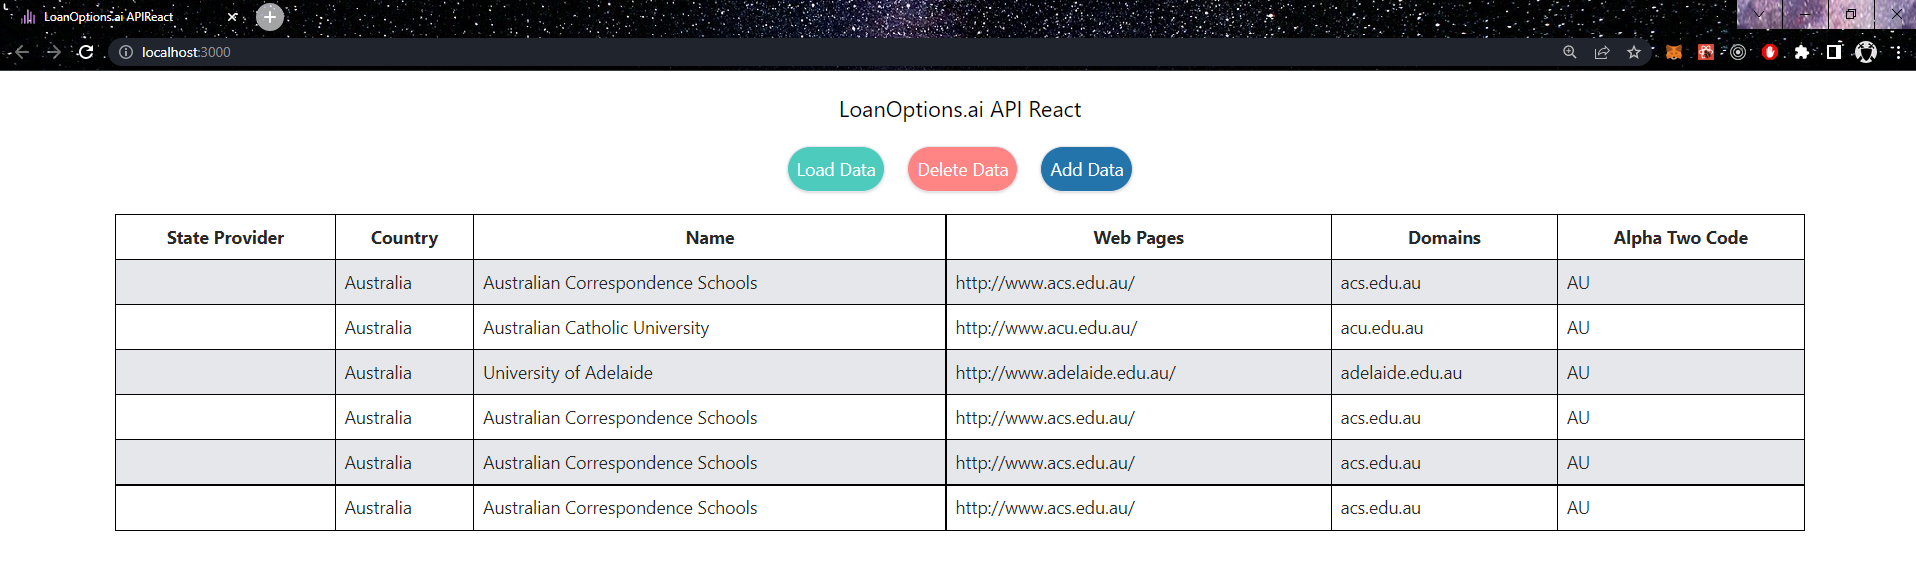 LoanOptions.ai APIReact
localhost:3000
LoanOptions.ai API React
Load Data Delete Data Add Data
State Provider Country Name Web Pages Domains Alpha Two Code
Australia Australian Correspondence Schools http://www.acs.edu.au/ acs.edu.au AU
Australia Australian Catholic University http://www.acu.edu.au/ acu.edu.au AU
Australia University of Adelaide http://www.adelaide.edu.au/ adelaide.edu.au AU
Australia Australian Correspondence Schools http://www.acs.edu.au/ acs.edu.au AU
Australia Australian Correspondence Schools http://www.acs.edu.au/ acs.edu.au AU
Australia Australian Correspondence Schools http://www.acs.edu.au/ acs.edu.au AU